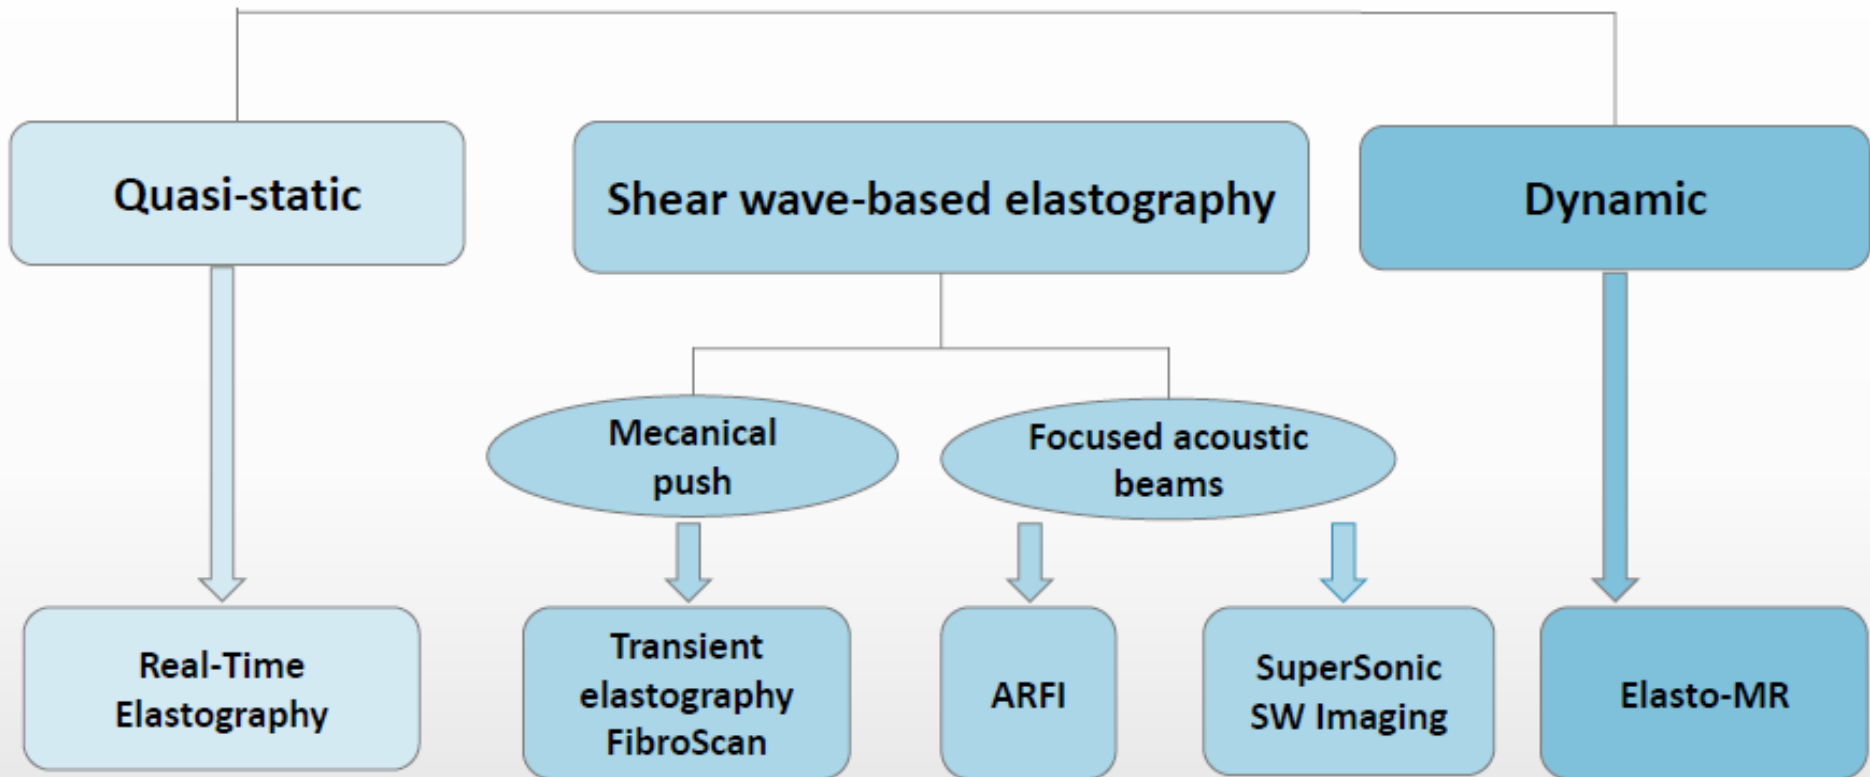 Quasi-static
Shear wave-based elastography
Dynamic
Mecanical
push
Focused acoustic
beams
Real-Time
Elastography
Transient
elastography
FibroScan
ARFI
SuperSonic
SW Imaging
Elasto-MR